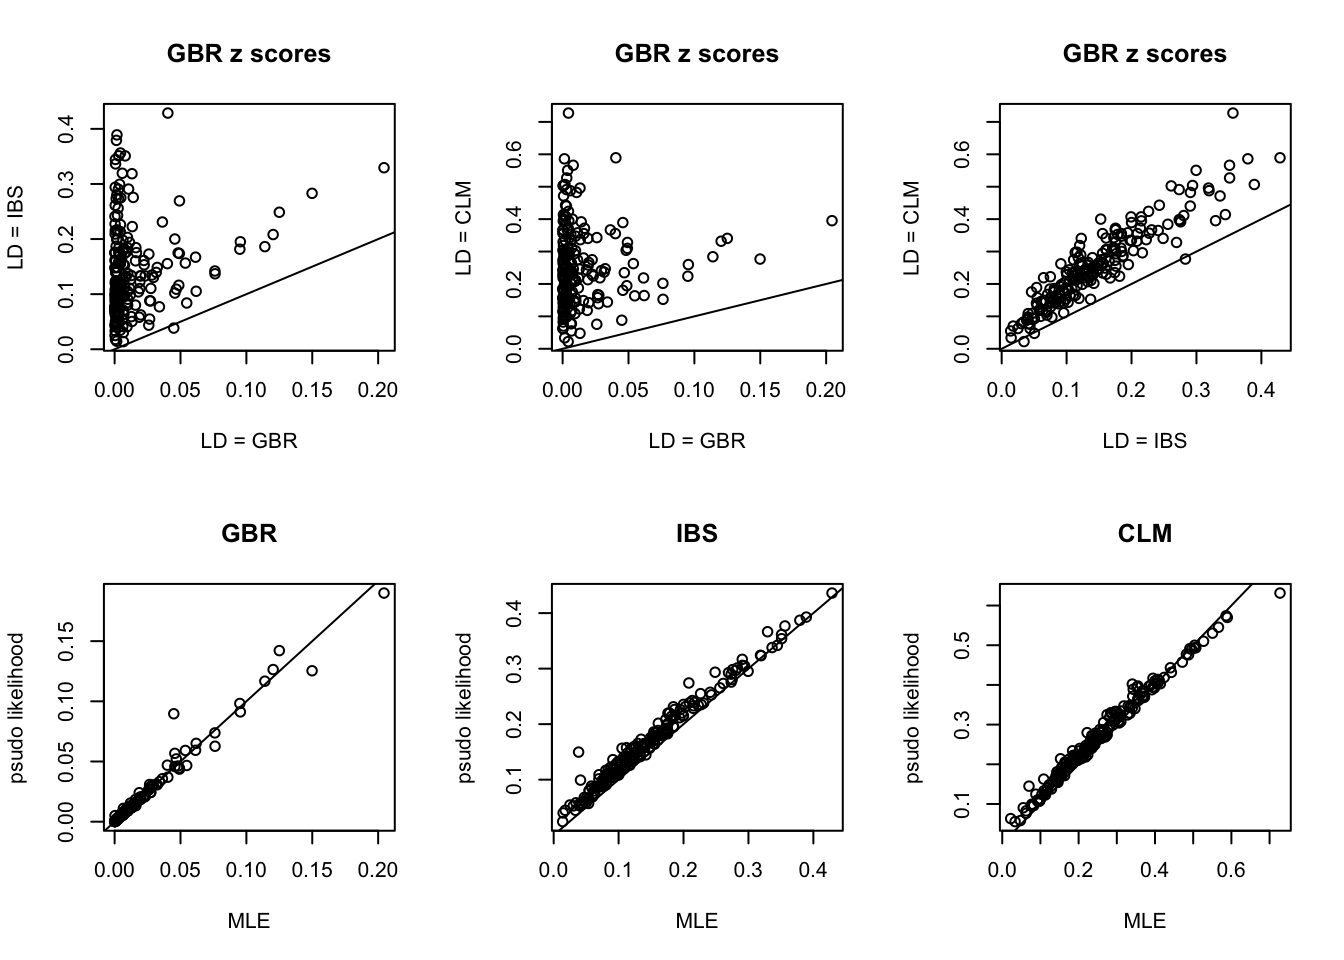 GBR z scores
LD = IBS
0.0 0.1 0.2 0.3 0.4
0.00 0.05 0.10 0.15 0.20
LD = GBR
GBR z scores
LD = CLM
0.0 0.2 0.4 0.6
0.00 0.05 0.10 0.15 0.20
LD = GBR
GBR z scores
LD = CLM
0.0 0.2 0.4 0.6
0.0 0.1 0.2 0.3 0.4
LD = IBS
GBR
psudo likelihood
0.00 0.05 0.10 0.15
0.00 0.05 0.10 0.15 0.20
MLE
IBS
psudo likelihood
0.1 0.2 0.3 0.4
0.0 0.1 0.2 0.3 0.4
MLE
CLM
psudo likelihood
0.1 0.3 0.5
0.0 0.2 0.4 0.6
MLE